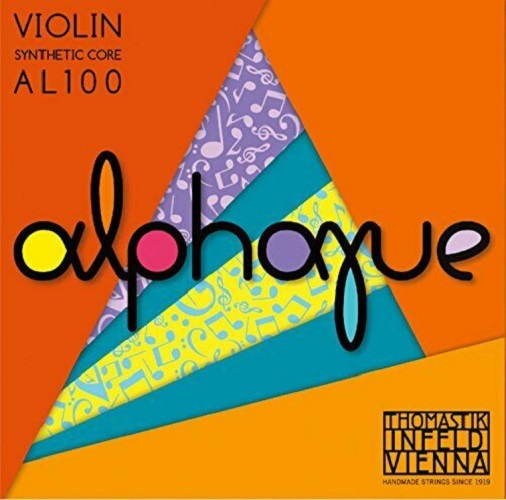 VIOLIN
SYNTHETIC CORE
AL100
alphayue
THOMASTIK
INFELD
VIENNA
HANDMADE STRINGS SINCE 1919